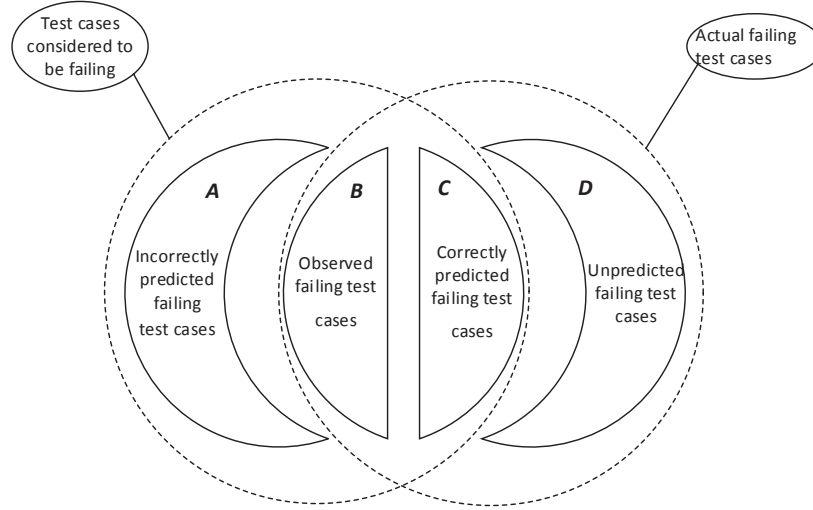 Test cases
considered to
be failing
Actual failing
test cases
A
B
C
D
Incorrectly
predicted
failing
test cases
Observed
failing test
cases
Correctly
predicted
failing test
cases
Unpredicted
failing test
cases